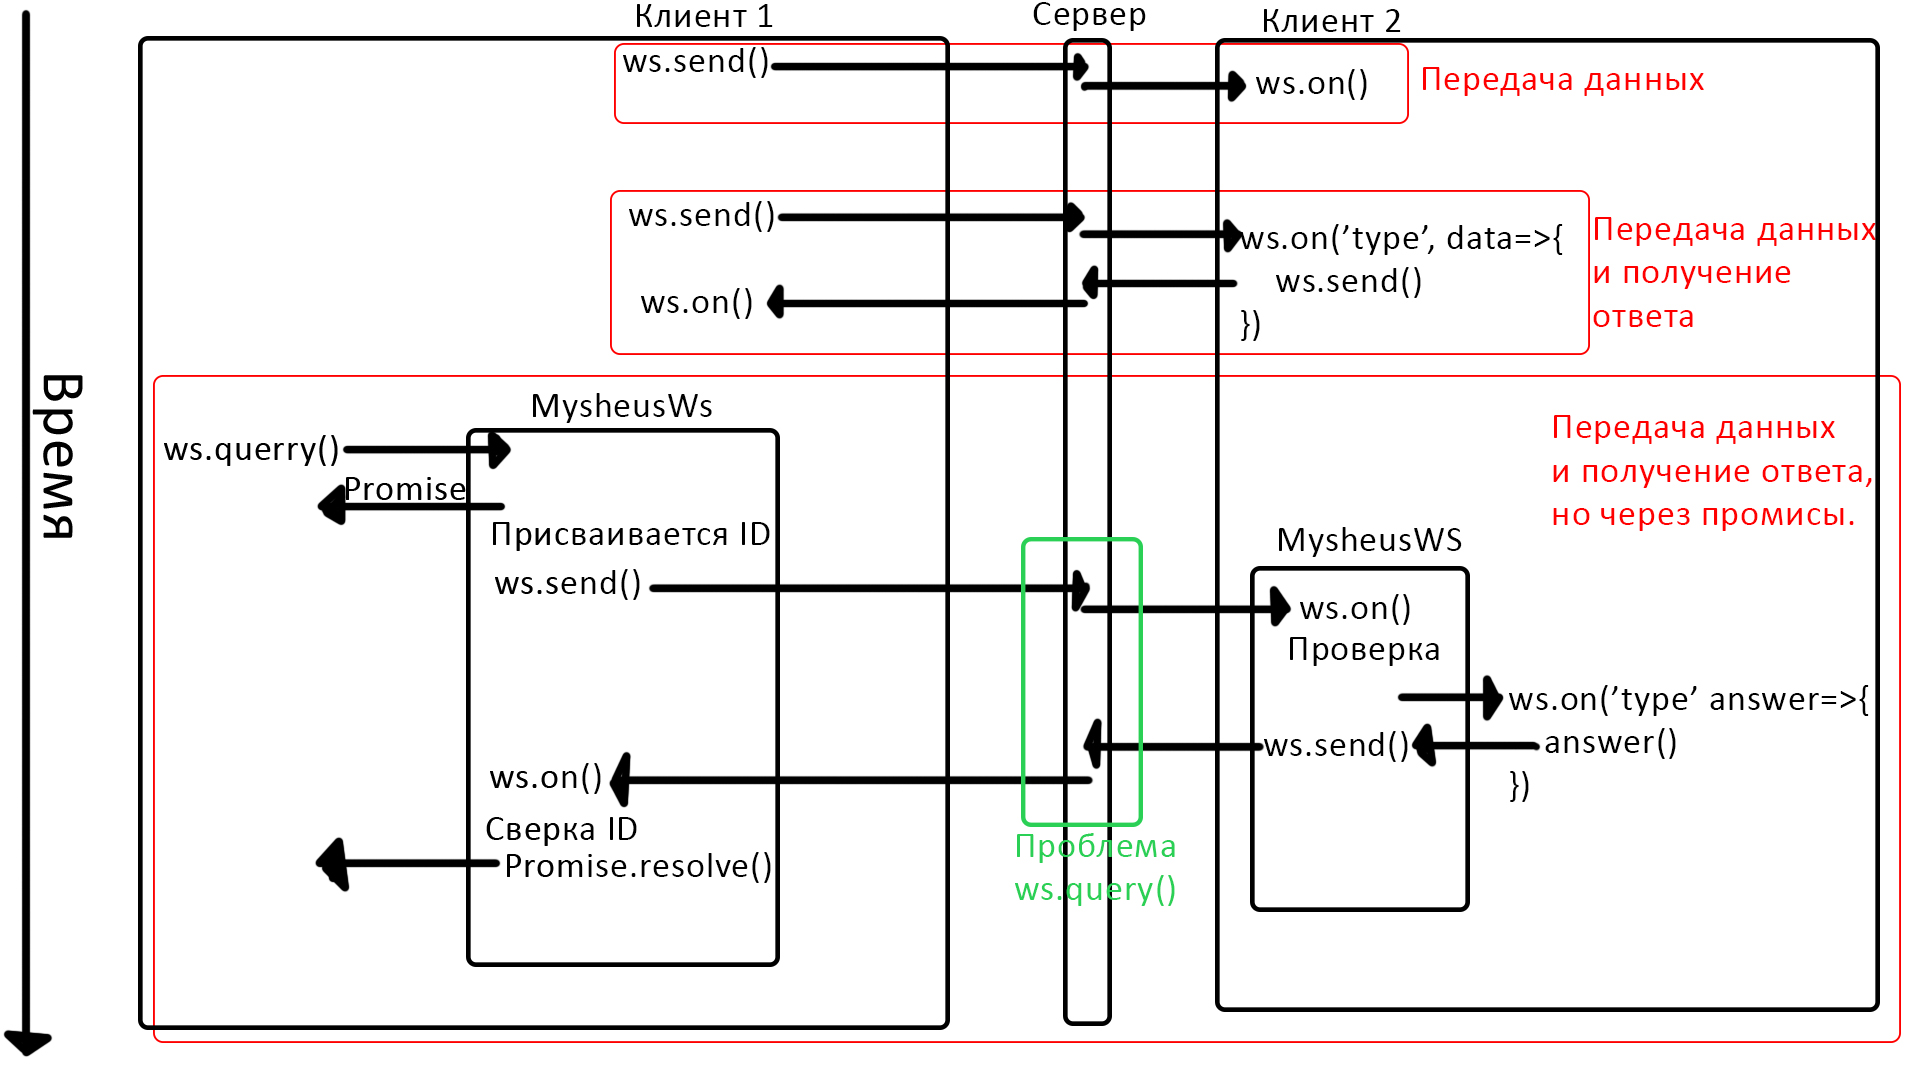 Клиент 1
Сервер
Клиент 2
ws.send()
ws.on()
Передача данных
ws.send()
ws.on('type', data=>{
ws.send()
ws.on()
})
Передача данных
и получение
ответа
Время
MysheusWs
ws.querry()
Promise
Присваивается ID
ws.send()
Передача данных
и получение ответа,
но через промисы.
MysheusWS
ws.on()
Проверка
ws.on('type' answer=>{
answer()
})
ws.send()
ws.on()
Сверка ID
Promise.resolve()
Проблема
ws.query()